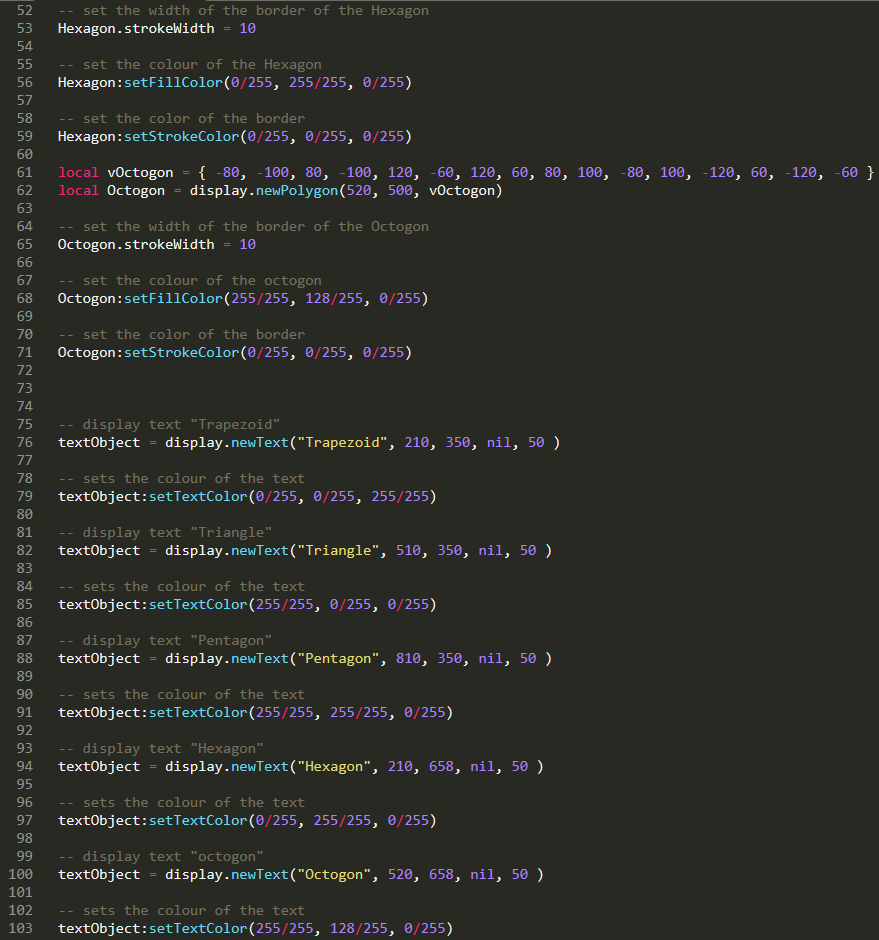 52 -- set the width of the border of the Hexagon
53 Hexagon.strokeWidth = 10
54
55 -- set the colour of the Hexagon
56 Hexagon:setFillColor(0/255, 255/255, 0/255)
57
58 -- set the color of the border
59 Hexagon:setStrokeColor(0/255, 0/255, 0/255)
60
61 local vOctogon = { -80, -100, 80, -100, 120, -60, 120, 60, 80, 100, -80, 100, -120, 60, -120, -60 }
62 local Octogon = display.newPolygon(520, 500, vOctogon)
63
64 -- set the width of the border of the Octogon
65 Octogon.strokeWidth = 10
66
67 -- set the colour of the octogon
68 Octogon:setFillColor(255/255, 128/255, 0/255)
69
70 -- set the color of the border
71 Octogon:setStrokeColor(0/255, 0/255, 0/255)
72
73
74
75 -- display text "Trapezoid"
76 textObject = display.newText("Trapezoid", 210, 350, nil, 50 )
77
78 -- sets the colour of the text
79 textObject:setTextColor(0/255, 0/255, 255/255)
80
81 -- display text "Triangle"
82 textObject = display.newText("Triangle", 510, 350, nil, 50 )
83
84 -- sets the colour of the text
85 textObject:setTextColor(255/255, 0/255, 0/255)
86
87 -- display text "Pentagon"
88 textObject = display.newText("Pentagon", 810, 350, nil, 50 )
89
90 -- sets the colour of the text
91 textObject:setTextColor(255/255, 255/255, 0/255)
92
93 -- display text "Hexagon"
94 textObject = display.newText("Hexagon", 210, 658, nil, 50 )
95
96 -- sets the colour of the text
97 textObject:setTextColor(0/255, 255/255, 0/255)
98
99 -- display text "octogon"
100 textObject = display.newText("Octogon", 520, 658, nil, 50 )
101
102 -- sets the colour of the text
103 textObject:setTextColor(255/255, 128/255, 0/255)